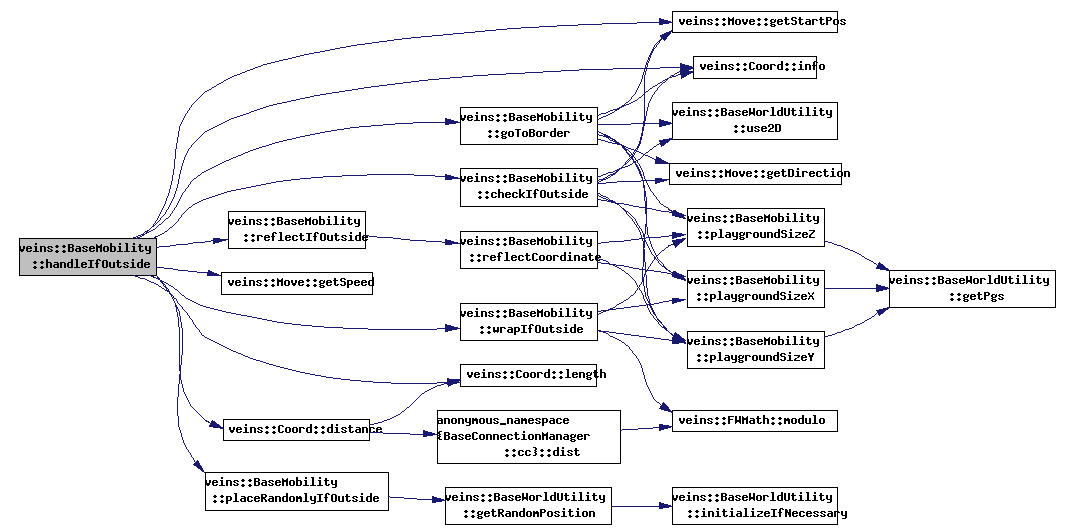 veins::BaseMobility
::handleIfOutside
veins::BaseMobility
::reflectIfOutside
veins::Move::getSpeed
veins::Coord::distance
veins::BaseMobility
::placeRandomlyIfOutside
veins::BaseMobility
::goToBorder
veins::BaseMobility
::checkIfOutside
veins::BaseMobility
::reflectCoordinate
veins::BaseMobility
::wrapIfOutside
veins::Coord::length
anonymous_namespace
{BaseConnectionManager
.cc}::dist
veins::BaseWorldUtility
::getRandomPosition
veins::Move::getStartPos
veins::Coord::info
veins::BaseWorldUtility
::use2D
veins::Move::getDirection
veins::BaseMobility
::playgroundSizeZ
veins::BaseMobility
::playgroundSizeX
veins::BaseMobility
::playgroundSizeY
veins::FWMath::modulo
veins::BaseWorldUtility
::initializeIfNecessary
veins::BaseWorldUtility
::getPgs